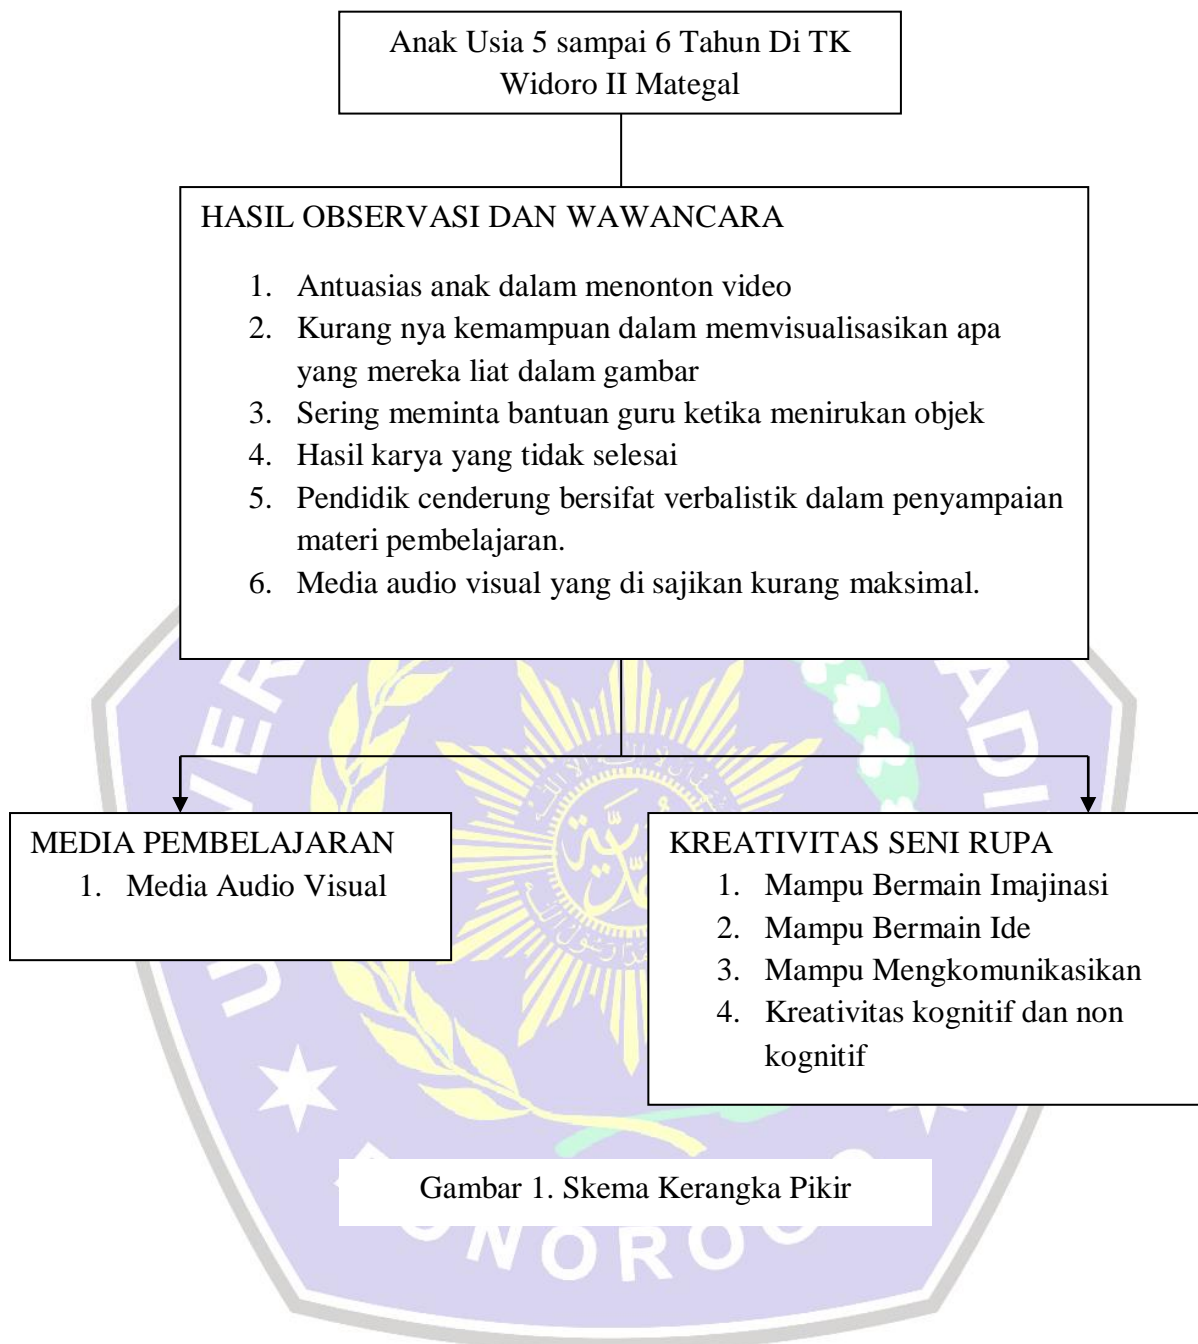 Anak Usia 5 sampai 6 Tahun Di TK
Widoro II Mategal
HASIL OBSERVASI DAN WAWANCARA
1. Antuasias anak dalam menonton video
2. Kurang nya kemampuan dalam memvisualisasikan apa
yang mereka liat dalam gambar
3. Sering meminta bantuan guru ketika menirukan objek
4. Hasil karya yang tidak selesai
5. Pendidik cenderung bersifat verbalistik dalam penyampaian
materi pembelajaran.
6. Media audio visual yang di sajikan kurang maksimal.
MEDIA PEMBELAJARAN
1. Media Audio Visual
KREATIVITAS SENI RUPA
1. Mampu Bermain Imajinasi
2. Mampu Bermain Ide
3. Mampu Mengkomunikasikan
4. Kreativitas kognitif dan non
kognitif
Gambar 1. Skema Kerangka Pikir